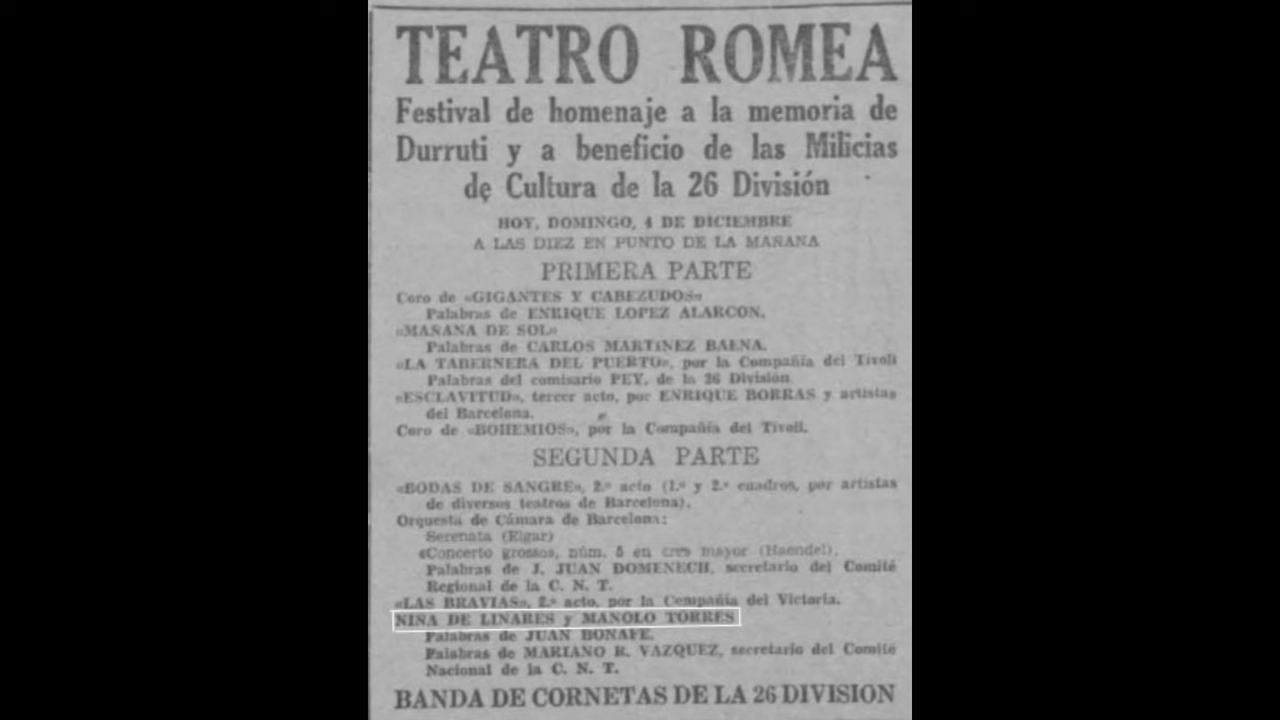 TEATRO ROMEA
Festival de homenaje a la memoria de
Durruti y a beneficio de las Milicias
de Cultura de la 26 División
HOY, DOMINGO, 4 DE DICIEMBRE
A LAS DIEZ EN PUNTO DE LA MAÑANA
PRIMERA PARTE
Coro de «GIGANTES Y CABEZUDOS»
Palabras de ENRIQUE LOPEZ ALARCON.
«MAÑANA DE SOL»
Palabras de CARLOS MARTINEZ BAENA.
«LA TABERNERA DEL PUERTO», por la Compañía del Tívoli
Palabras del comisario PEY, de la 26 División
«ESCLAVITUD», tercer acto, por ENRIQUE BORRAS y artistas
del Barcelona.
Coro de «BOHEMIOS», por la Compañía del Tívoli.
SEGUNDA PARTE
«BODAS DE SANGRE», 2.º acto (1.º y 2.º cuadros, por artistas
de diversos teatros de Barcelona).
Orquesta de Cámara de Barcelona:
Serenata (Elgar)
«Concerto grosso», núm. 5 en cres mayor (Haendel).
Palabras de J. JUAN DOMENECH, secretario del Comité
Regional de la C. N. T.
«LAS BRAVIAS», 2.º acto, por la Compañía del Victoria.
NIÑA DE LINARES y MANOLO TORRES
Palabras de JUAN BONAFE.
Palabras de MARIANO R. VAZQUEZ, secretario del Comité
Nacional de la C. N. T.
BANDA DE CORNETAS DE LA 26 DIVISION